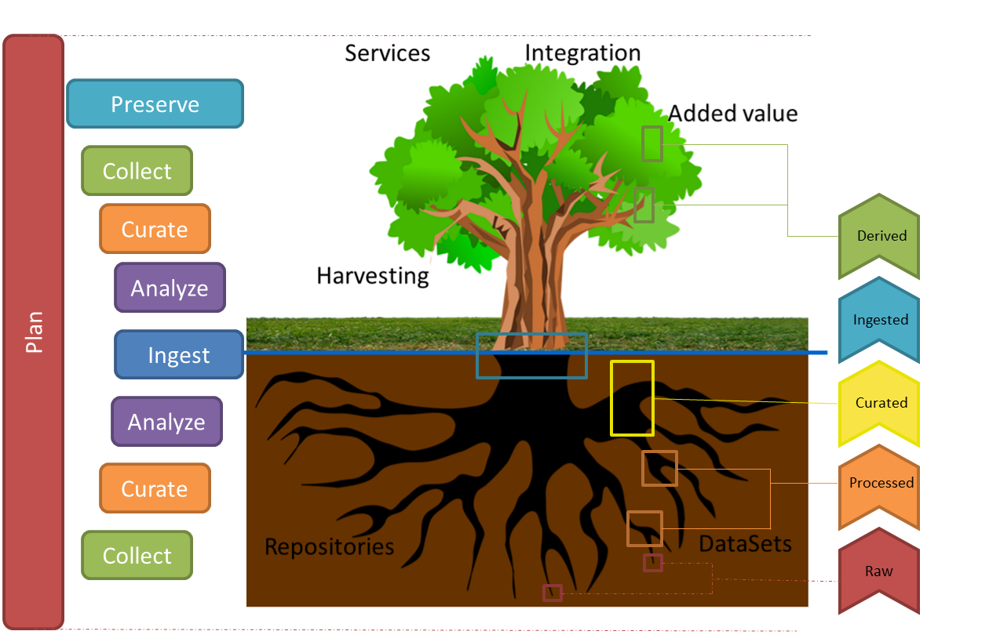 Plan
Preserve
Collect
Curate
Analyze
Ingest
Analyze
Curate
Collect
Services
Integration
Added value
Harvesting
Repositories
DataSets
Derived
Ingested
Curated
Processed
Raw